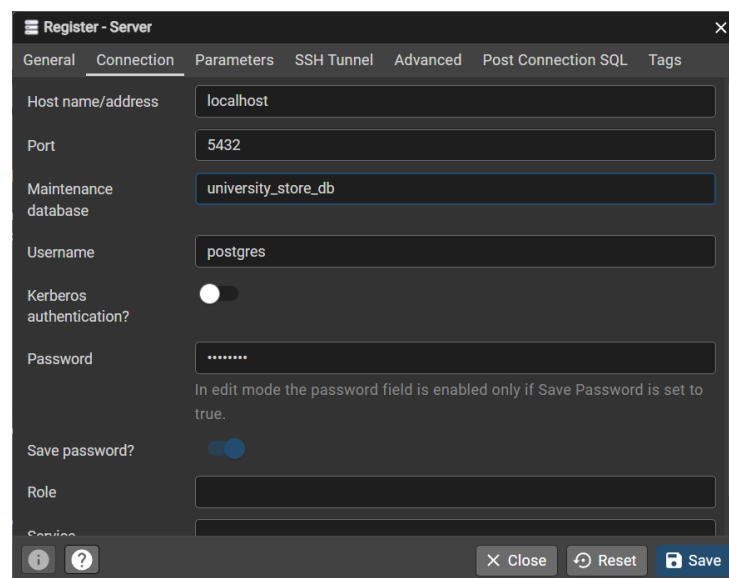 Register - Server
General Connection Parameters SSH Tunnel Advanced Post Connection SQL Tags
Host name/address localhost
Port 5432
Maintenance
database
university_store_db
Username postgres
Kerberos
authentication?
Password ••••••••
In edit mode the password field is enabled only if Save Password is set to
true.
Save password?
Role
Service
Close Reset Save